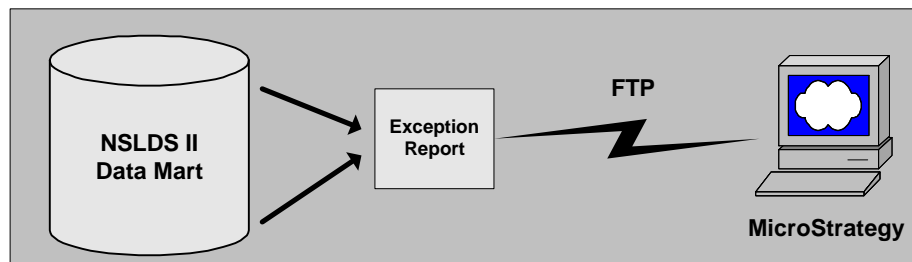 NSLDS II
Data Mart
Exception
Report
FTP
MicroStrategy